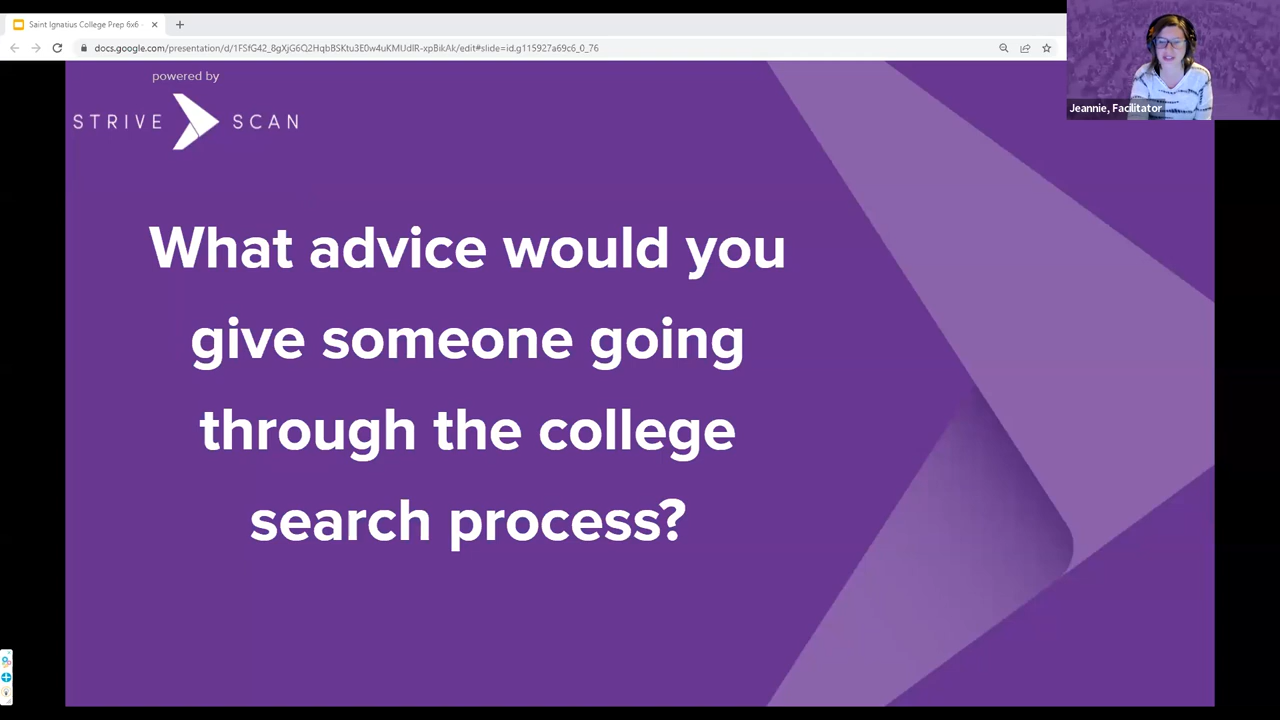 Saint Ignatius College Prep 6x6
docs.google.com/presentation/d/1FSfG42_8gXjG6Q2HqbBSKtu3E0w4uKMUdlR-xpBikAk/edit#slide=id.g115927a69c6_0_76
Jeannie, Facilitator
powered by
STRIVE SCAN
What advice would you
give someone going
through the college
search process?